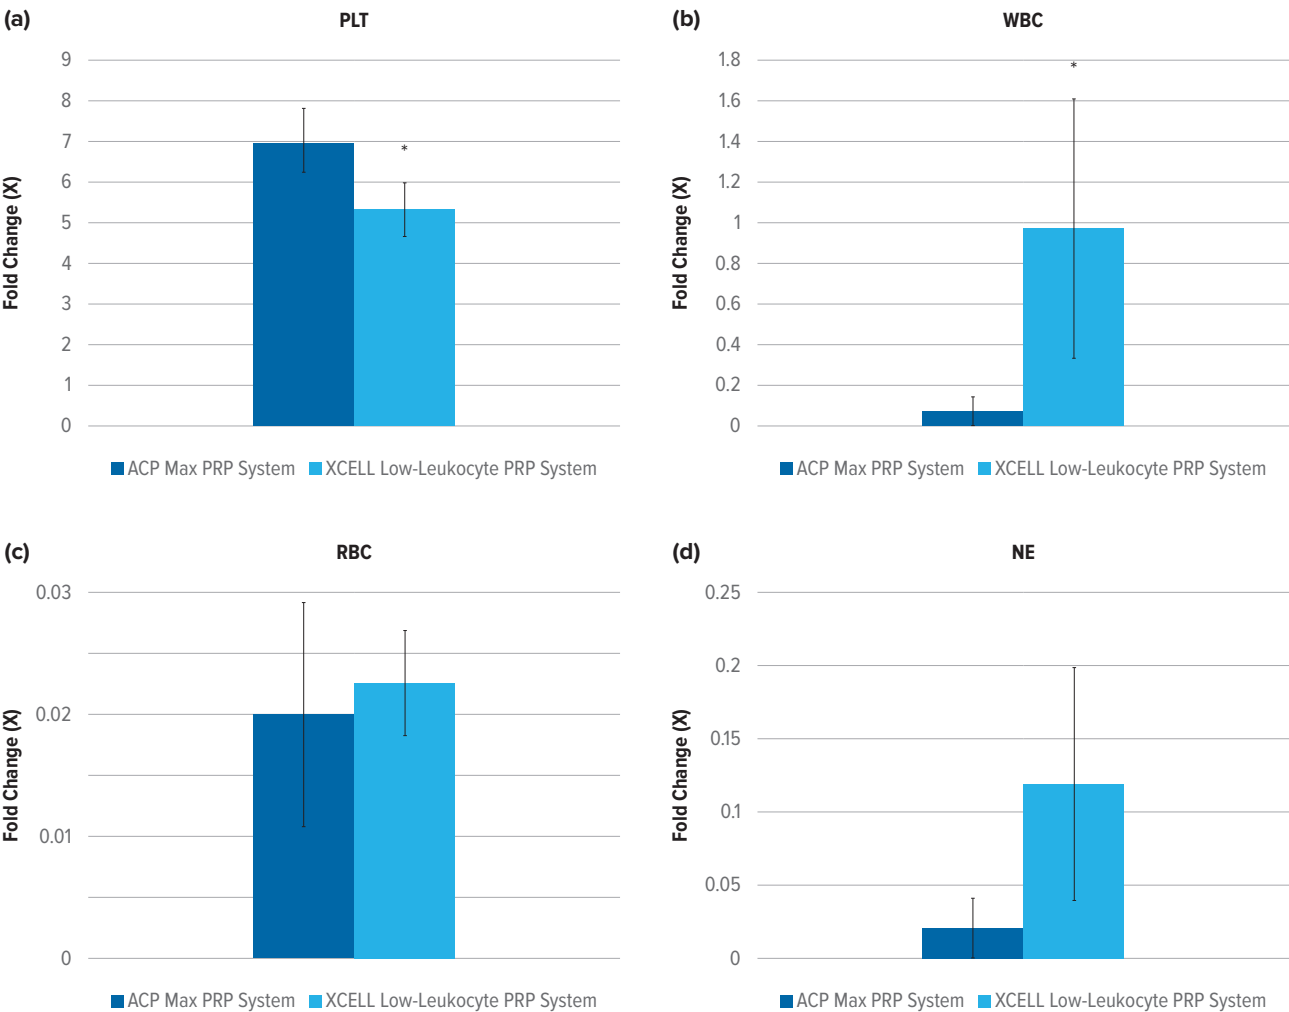 (a)
PLT
9
8
7
6
5
4
3
2
1
0
Fold Change (X)
*
ACP Max PRP System XCELL Low-Leukocyte PRP System
(b)
WBC
1.8
1.6
1.4
1.2
1
0.8
0.6
0.4
0.2
0
Fold Change (X)
*
ACP Max PRP System XCELL Low-Leukocyte PRP System
(c)
RBC
0.03
0.02
0.01
0
Fold Change (X)
ACP Max PRP System XCELL Low-Leukocyte PRP System
(d)
NE
0.25
0.2
0.15
0.1
0.05
0
Fold Change (X)
ACP Max PRP System XCELL Low-Leukocyte PRP System